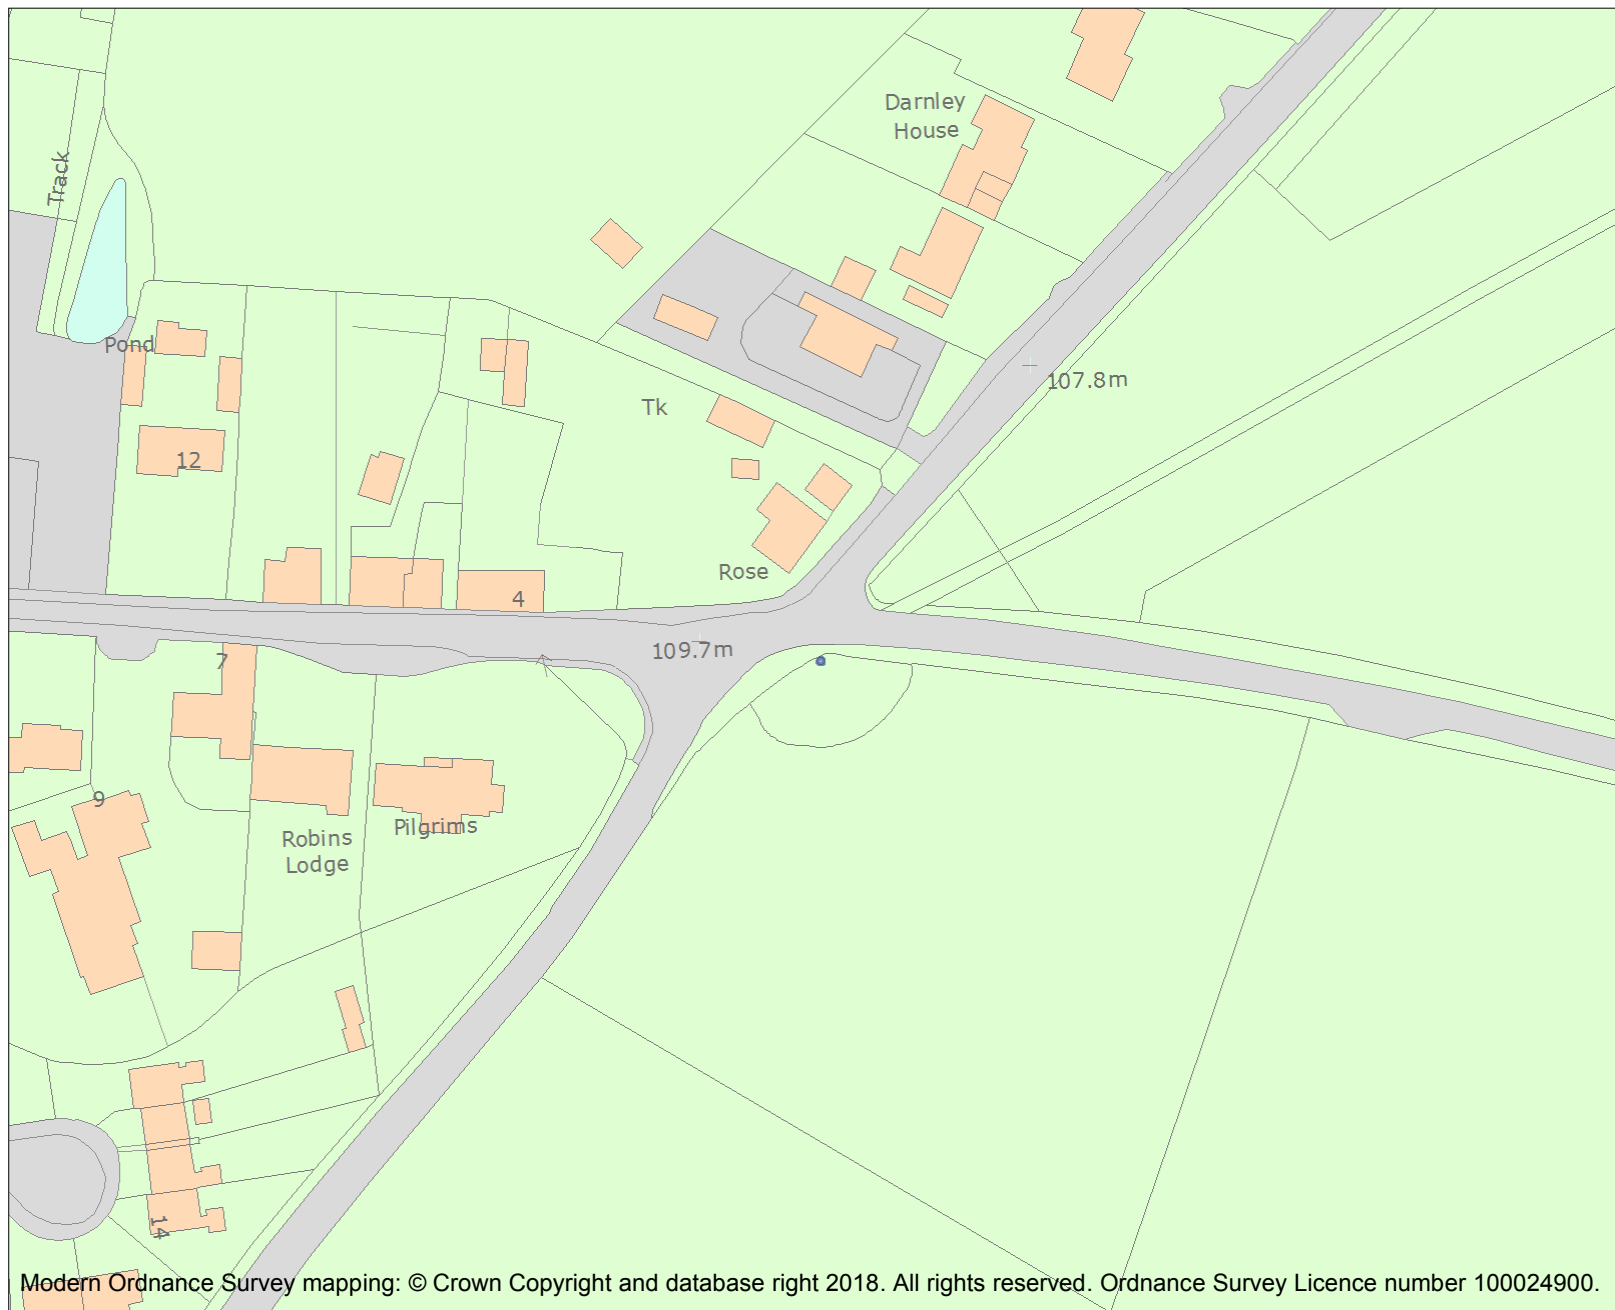 Darnley
House
Track
Pond
107.8m
Tk
12
Rose
4
109.7m
7
9
Pilgrims
Robins
Lodge
14
Modern Ordnance Survey mapping: © Crown Copyright and database right 2018. All rights reserved. Ordnance Survey Licence number 100024900.